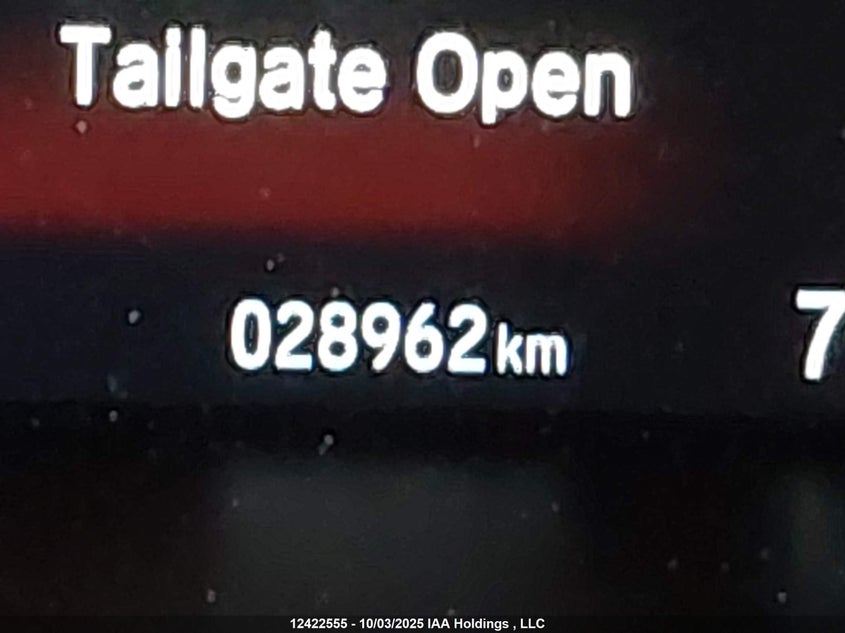 Tailgate Open
028962km 7
12422555 - 10/03/2025 IAA Holdings , LLC